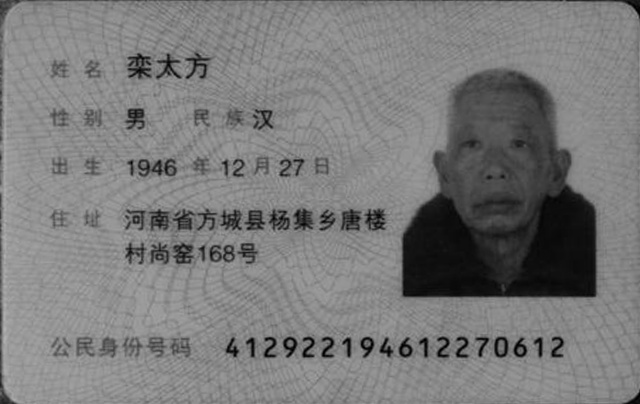 姓名 栾太方
性别 男 民族 汉
出生 1946 年 12 月 27 日
住址 河南省方城县杨集乡唐楼
村尚窑168号
公民身份号码 412922194612270612